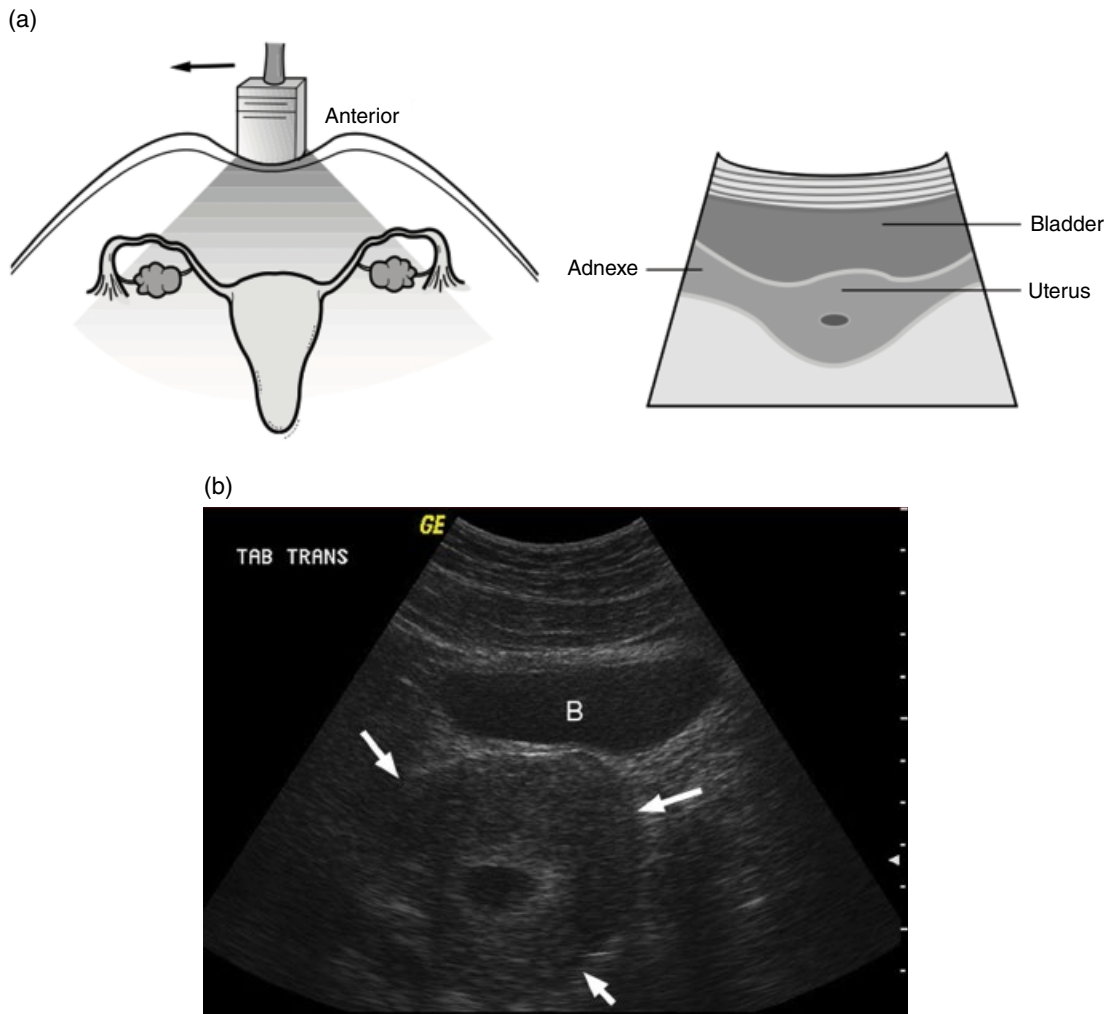 (a)
Anterior
Bladder
Adnexe
Uterus
(b)
GE
TAB TRANS
B